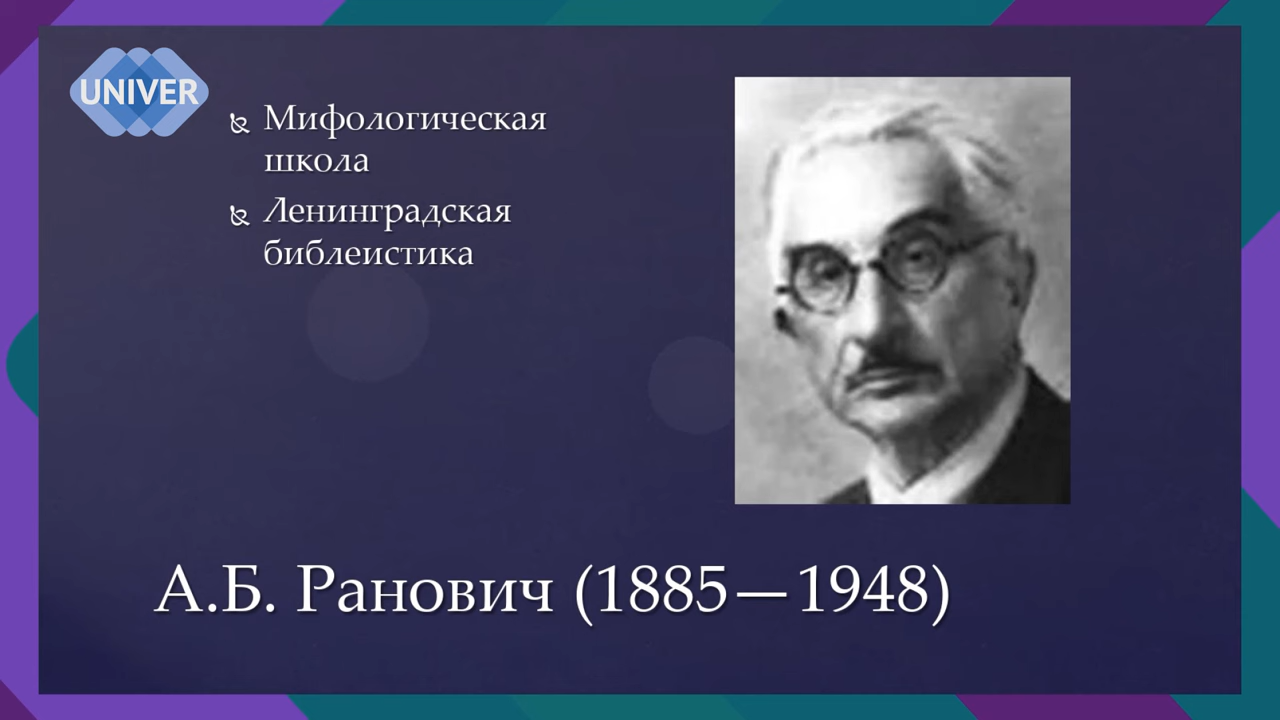 UNIVER
Мифологическая
школа
Ленинградская
библеистика
А.Б. Ранович (1885—1948)